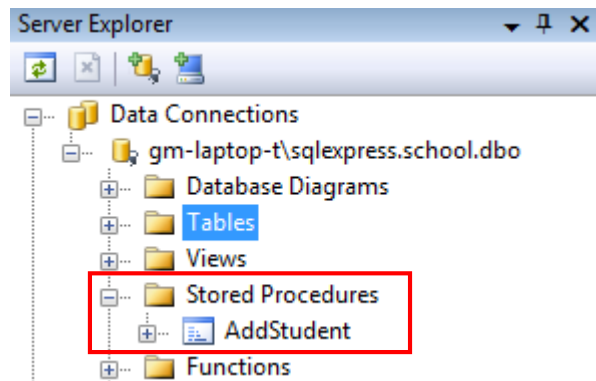 Server Explorer
Data Connections
gm-laptop-t\sqlexpress.school.dbo
Database Diagrams
Tables
Views
Stored Procedures
AddStudent
Functions